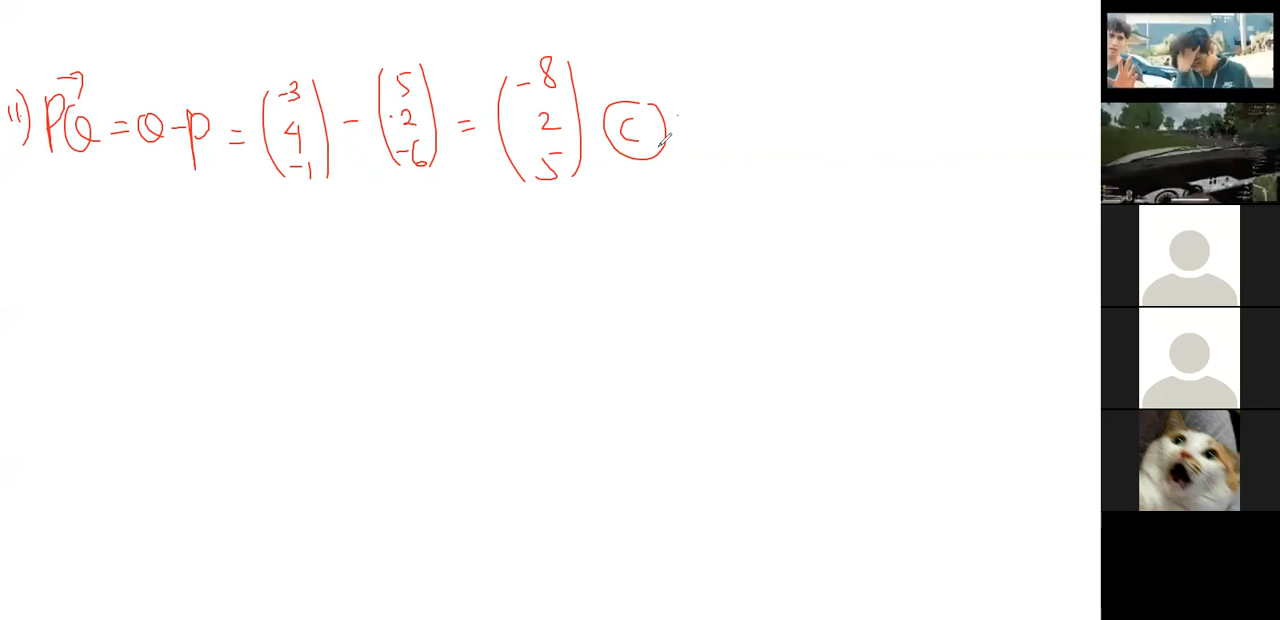 11) PQ⃗ = Q - P = (-3 4 -1) - (5 2 -6) = (-8 2 5) C